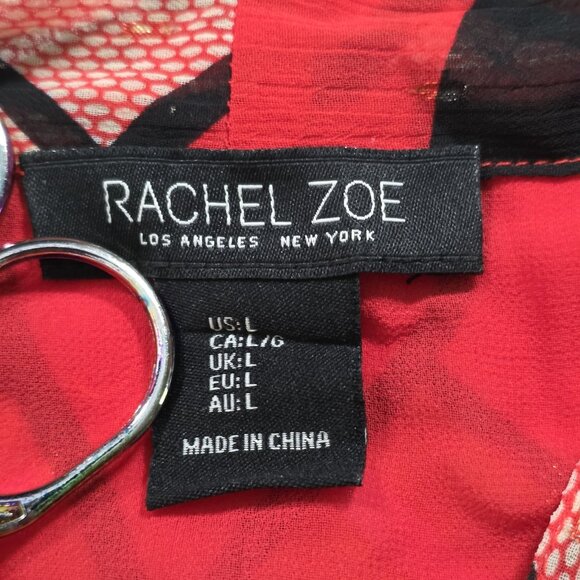 RACHEL ZOE
LOS ANGELES NEW YORK
US: L
CA: L/G
UK: L
EU: L
AU: L
MADE IN CHINA